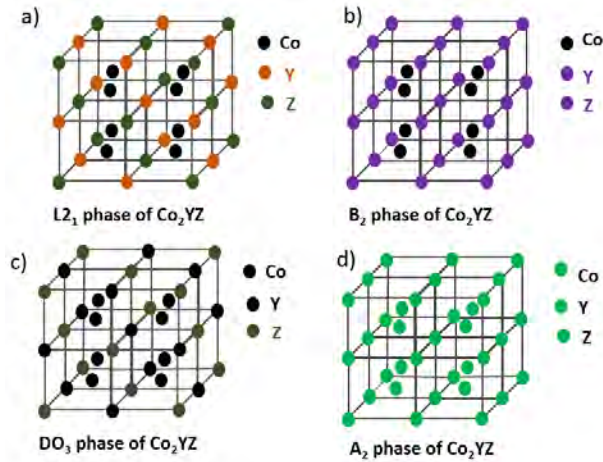 a)
Co
Y
Z
L2₁ phase of Co₂YZ
b)
Co
Y
Z
B₂ phase of Co₂YZ
c)
Co
Y
Z
DO₃ phase of Co₂YZ
d)
Co
Y
Z
A₂ phase of Co₂YZ